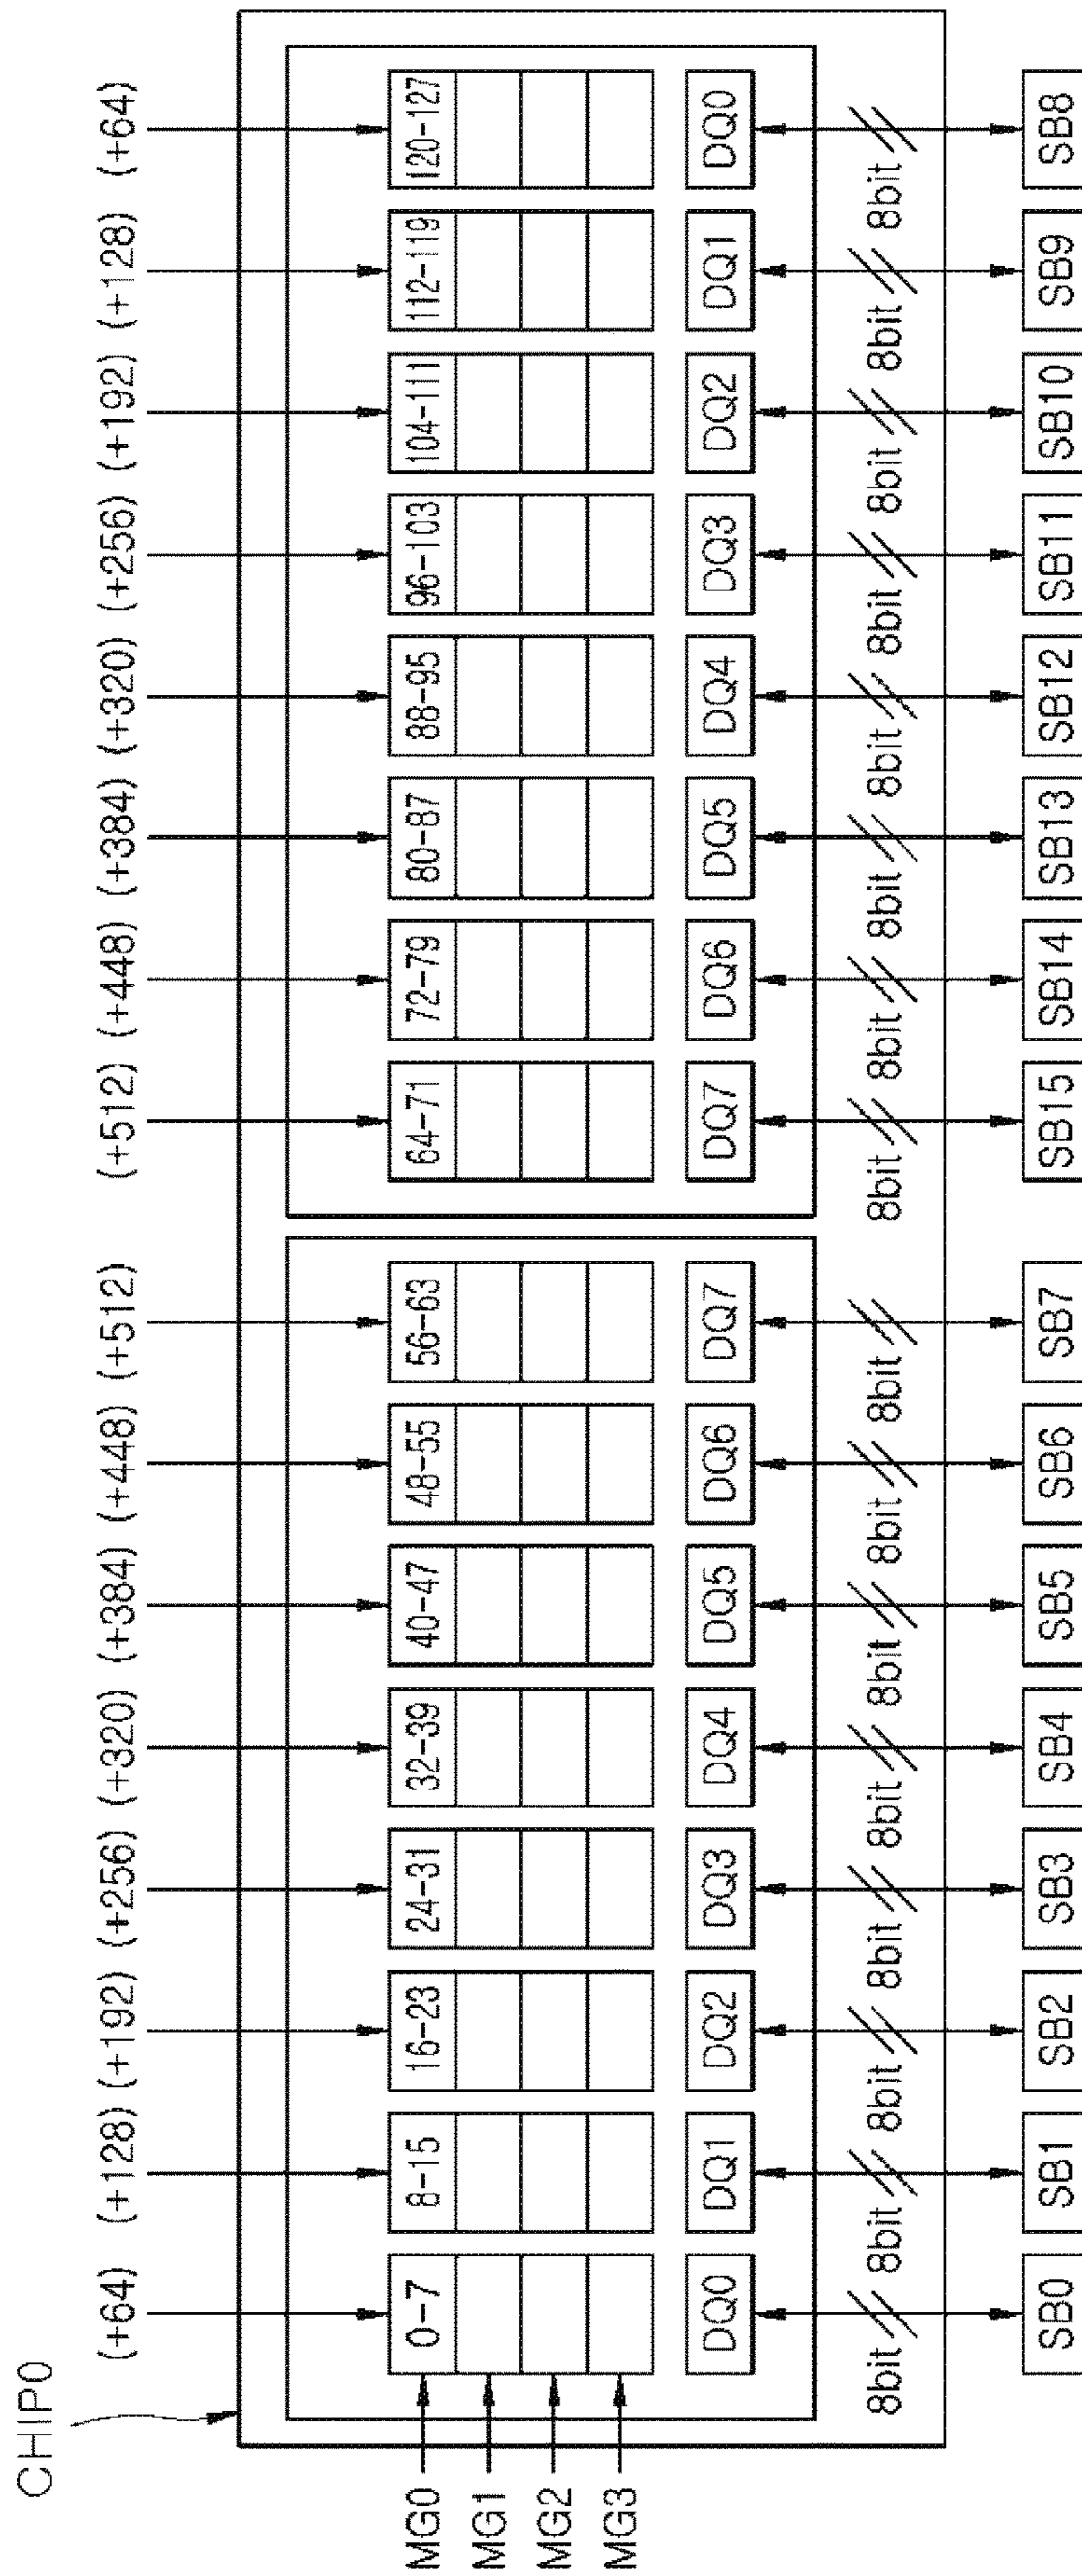 CHIP0
(+64) (+128) (+192) (+256) (+320) (+384) (+448) (+512) (+512) (+448) (+384) (+320) (+256) (+192) (+128) (+64)
MG0 0-7 8-15 16-23 24-31 32-39 40-47 48-55 56-63 64-71 72-79 80-87 88-95 96-103 104-111 112-119 120-127
MG1
MG2
MG3
DQ0 DQ1 DQ2 DQ3 DQ4 DQ5 DQ6 DQ7 DQ7 DQ6 DQ5 DQ4 DQ3 DQ2 DQ1 DQ0
8bit 8bit 8bit 8bit 8bit 8bit 8bit 8bit 8bit 8bit 8bit 8bit 8bit 8bit 8bit 8bit
SB0 SB1 SB2 SB3 SB4 SB5 SB6 SB7 SB15 SB14 SB13 SB12 SB11 SB10 SB9 SB8